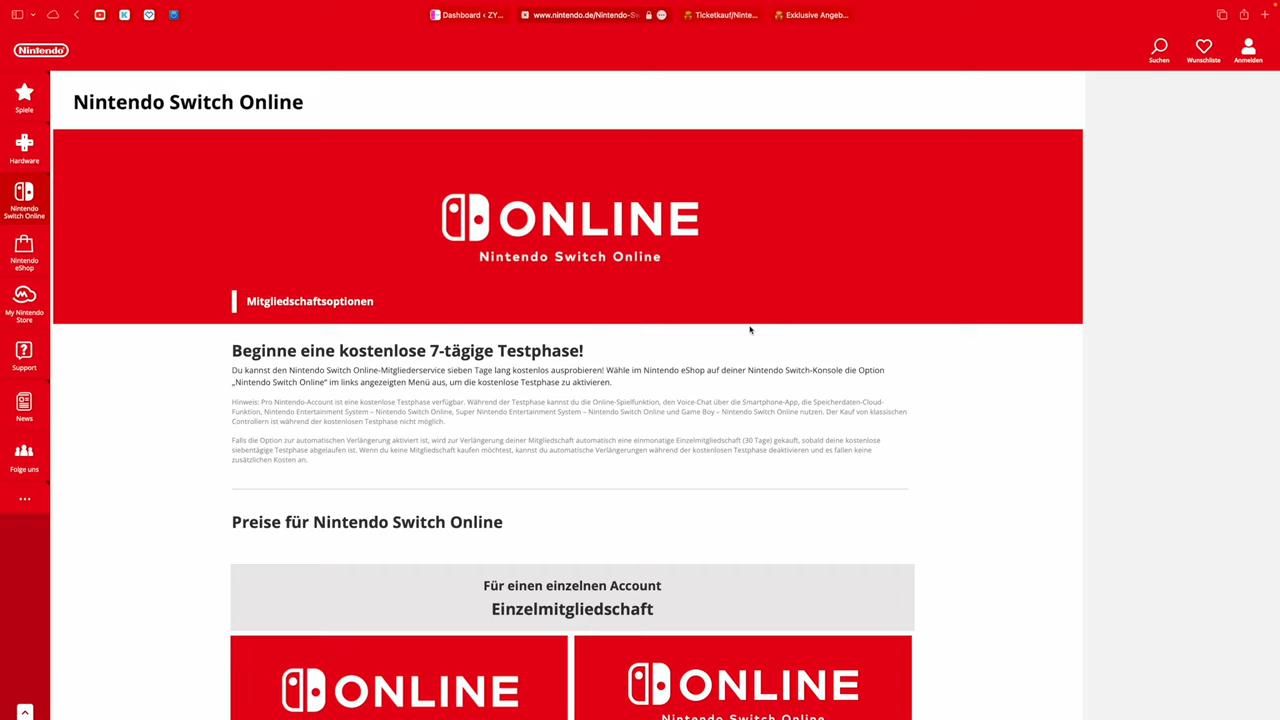 Dashboard ‹ ZY...
www.nintendo.de/Nintendo-Sw
Ticketkauf/Ninte...
Exklusive Angeb...
Nintendo
Suchen
Wunschliste
Anmelden
Spiele
Hardware
Nintendo
Switch Online
Nintendo
eShop
My Nintendo
Store
Support
News
Folge uns
Nintendo Switch Online
ONLINE
Nintendo Switch Online
Mitgliedschaftsoptionen
Beginne eine kostenlose 7-tägige Testphase!
Du kannst den Nintendo Switch Online-Mitgliederservice sieben Tage lang kostenlos ausprobieren! Wähle im Nintendo eShop auf deiner Nintendo Switch-Konsole die Option
„Nintendo Switch Online“ im links angezeigten Menü aus, um die kostenlose Testphase zu aktivieren.
Hinweis: Pro Nintendo-Account ist eine kostenlose Testphase verfügbar. Während der Testphase kannst du die Online-Spielfunktion, den Voice-Chat über die Smartphone-App, die Speicherdaten-Cloud-
Funktion, Nintendo Entertainment System – Nintendo Switch Online, Super Nintendo Entertainment System – Nintendo Switch Online und Game Boy – Nintendo Switch Online nutzen. Der Kauf von klassischen
Controllern ist während der kostenlosen Testphase nicht möglich.
Falls die Option zur automatischen Verlängerung aktiviert ist, wird zur Verlängerung deiner Mitgliedschaft automatisch eine einmonatige Einzelmitgliedschaft (30 Tage) gekauft, sobald deine kostenlose
siebentägige Testphase abgelaufen ist. Wenn du keine Mitgliedschaft kaufen möchtest, kannst du automatische Verlängerungen während der kostenlosen Testphase deaktivieren und es fallen keine
zusätzlichen Kosten an.
Preise für Nintendo Switch Online
Für einen einzelnen Account
Einzelmitgliedschaft
ONLINE
ONLINE
Nintendo Switch Online